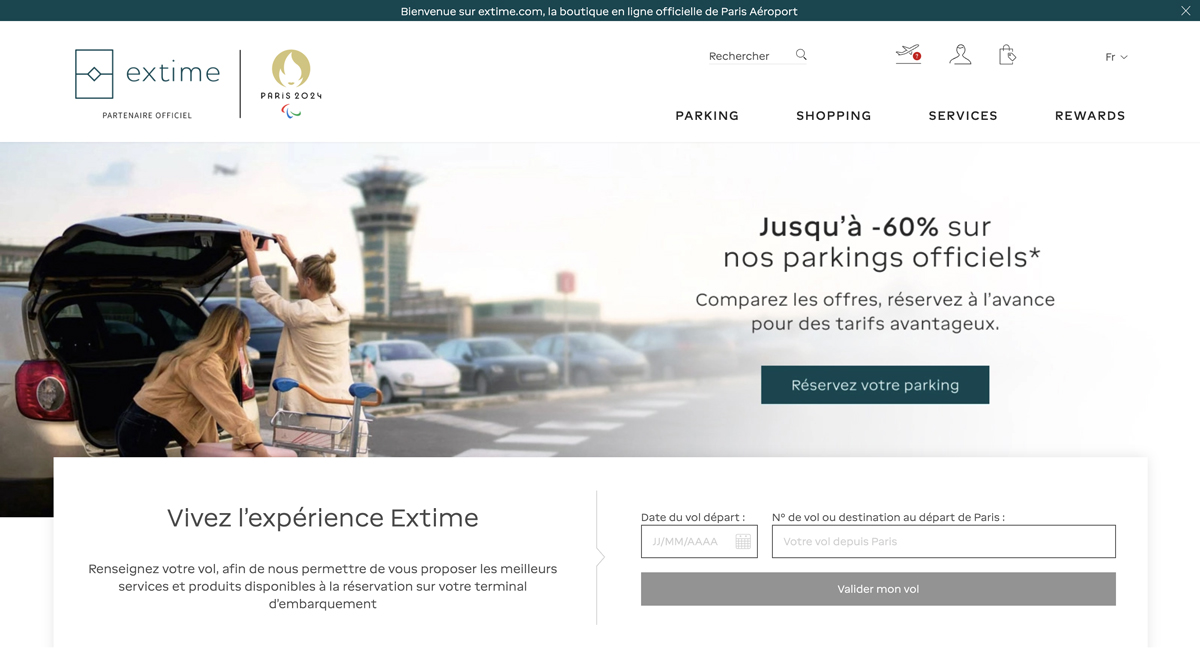 Bienvenue sur extime.com, la boutique en ligne officielle de Paris Aéroport
Rechercher
Fr
extime
PARTENAIRE OFFICIEL
PARIS 2024
PARKING
SHOPPING
SERVICES
REWARDS
Jusqu'à -60% sur
nos parkings officiels*
Comparez les offres, réservez à l'avance
pour des tarifs avantageux.
Réservez votre parking
Vivez l'expérience Extime
Renseignez votre vol, afin de nous permettre de vous proposer les meilleurs
services et produits disponibles à la réservation sur votre terminal
d'embarquement
Date du vol départ :
JJ/MM/AAAA
N° de vol ou destination au départ de Paris :
Votre vol depuis Paris
Valider mon vol